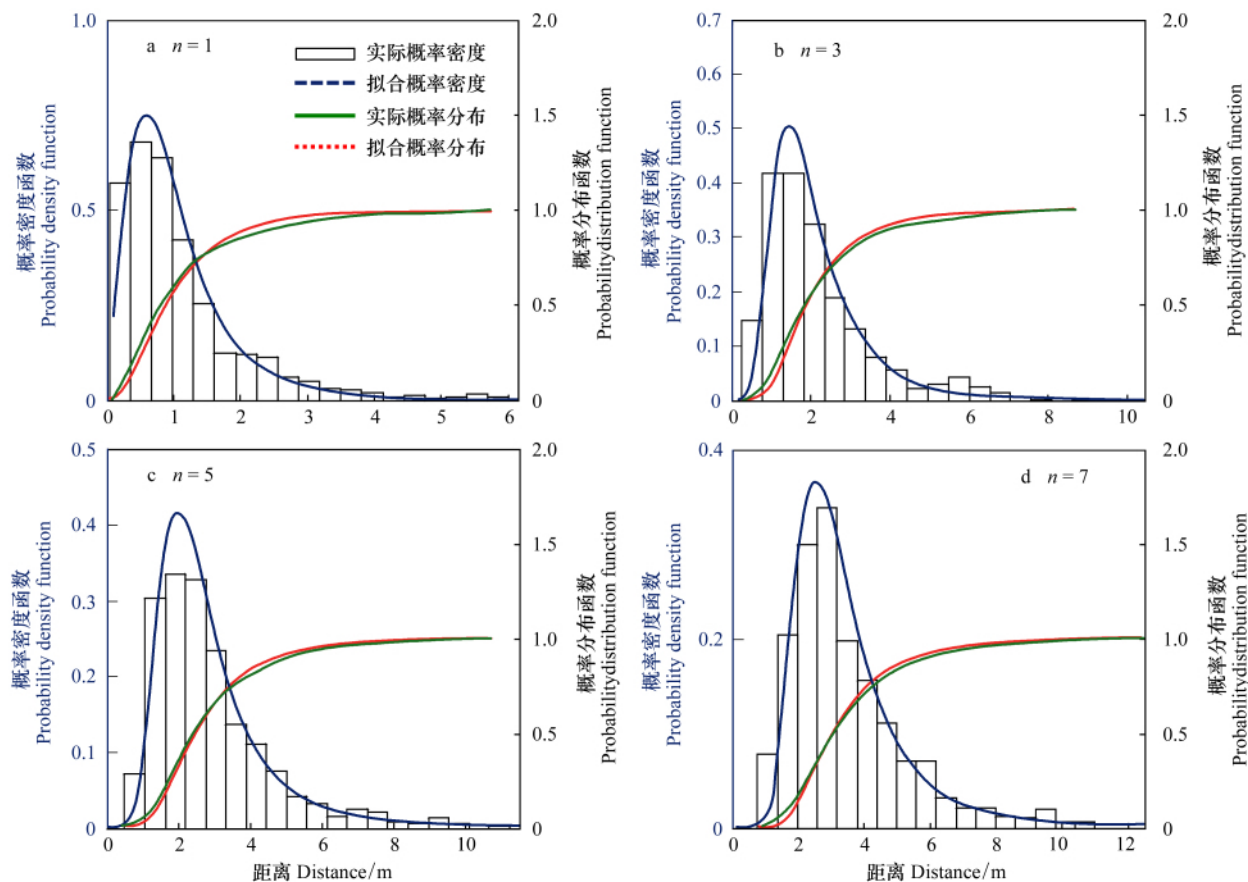 a n = 1
实际概率密度
拟合概率密度
实际概率分布
拟合概率分布
概率密度函数
Probability density function
1.0
0.5
0
2.0
1.5
1.0
0.5
0
概率分布函数
Probabilitydistribution function
0 1 2 3 4 5 6
b n = 3
概率密度函数
Probability density function
0.7
0.6
0.5
0.4
0.3
0.2
0.1
0
2.0
1.5
1.0
0.5
0
概率分布函数
Probabilitydistribution function
0 2 4 6 8 10
c n = 5
概率密度函数
Probability density function
0.5
0.4
0.3
0.2
0.1
0
2.0
1.5
1.0
0.5
0
概率分布函数
Probabilitydistribution function
0 2 4 6 8 10
距离 Distance/m
d n = 7
概率密度函数
Probability density function
0.4
0.2
0
2.0
1.5
1.0
0.5
0
概率分布函数
Probabilitydistribution function
0 2 4 6 8 10 12
距离 Distance/m